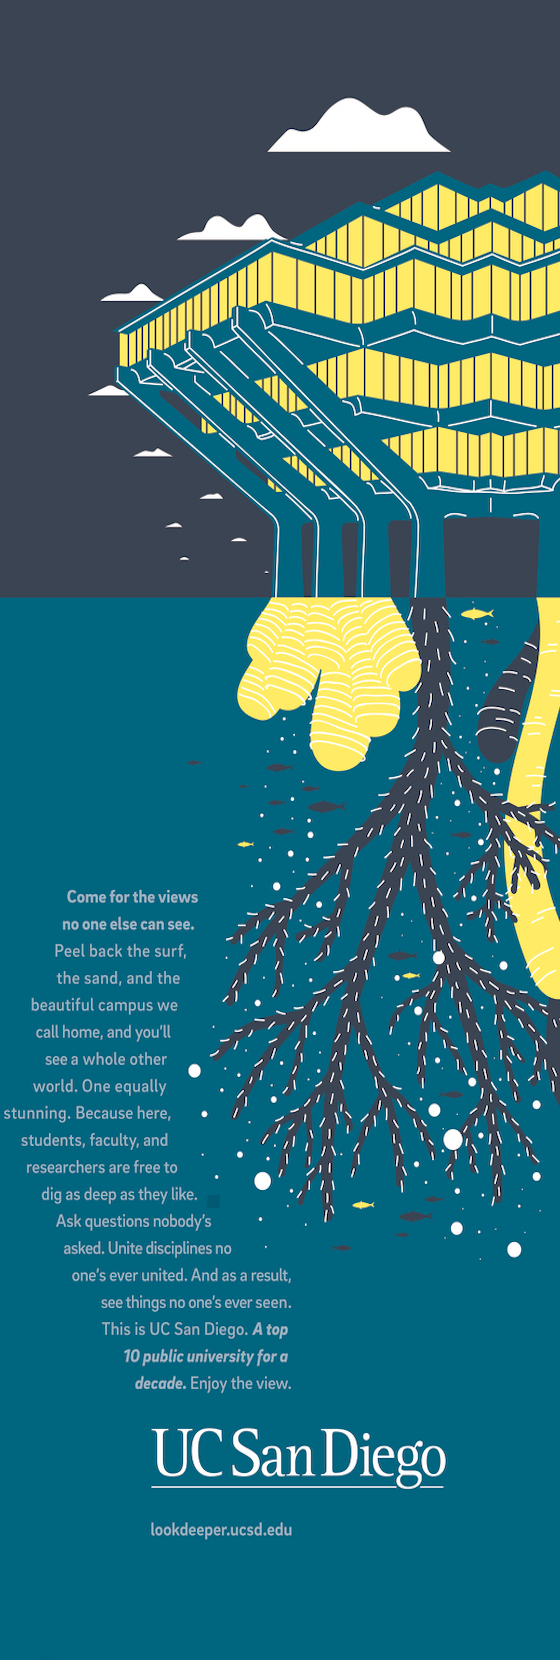 Come for the views
no one else can see.
Peel back the surf,
the sand, and the
beautiful campus we
call home, and you'll
see a whole other
world. One equally
stunning. Because here,
students, faculty, and
researchers are free to
dig as deep as they like.
Ask questions nobody's
asked. Unite disciplines no
one's ever united. And as a result,
see things no one's ever seen.
This is UC San Diego. A top
10 public university for a
decade. Enjoy the view.
UC San Diego
lookdeeper.ucsd.edu